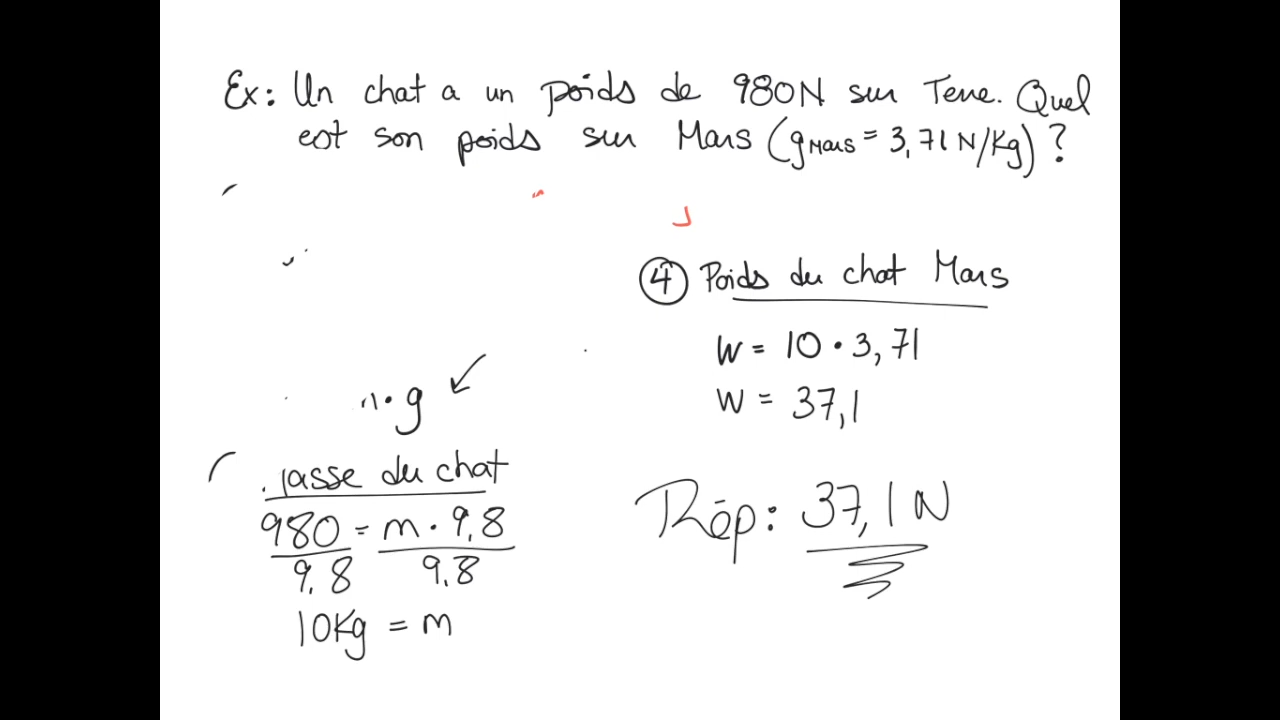 Ex: Un chat a un poids de 980N sur Terre. Quel
est son poids sur Mars (gMars = 3,71 N/Kg) ?
④ Poids du chat Mars
W = 10 • 3,71
W = 37,1
• g
asse du chat
980 = m • 9,8
9,8 9,8
10Kg = m
Rép: 37,1 N